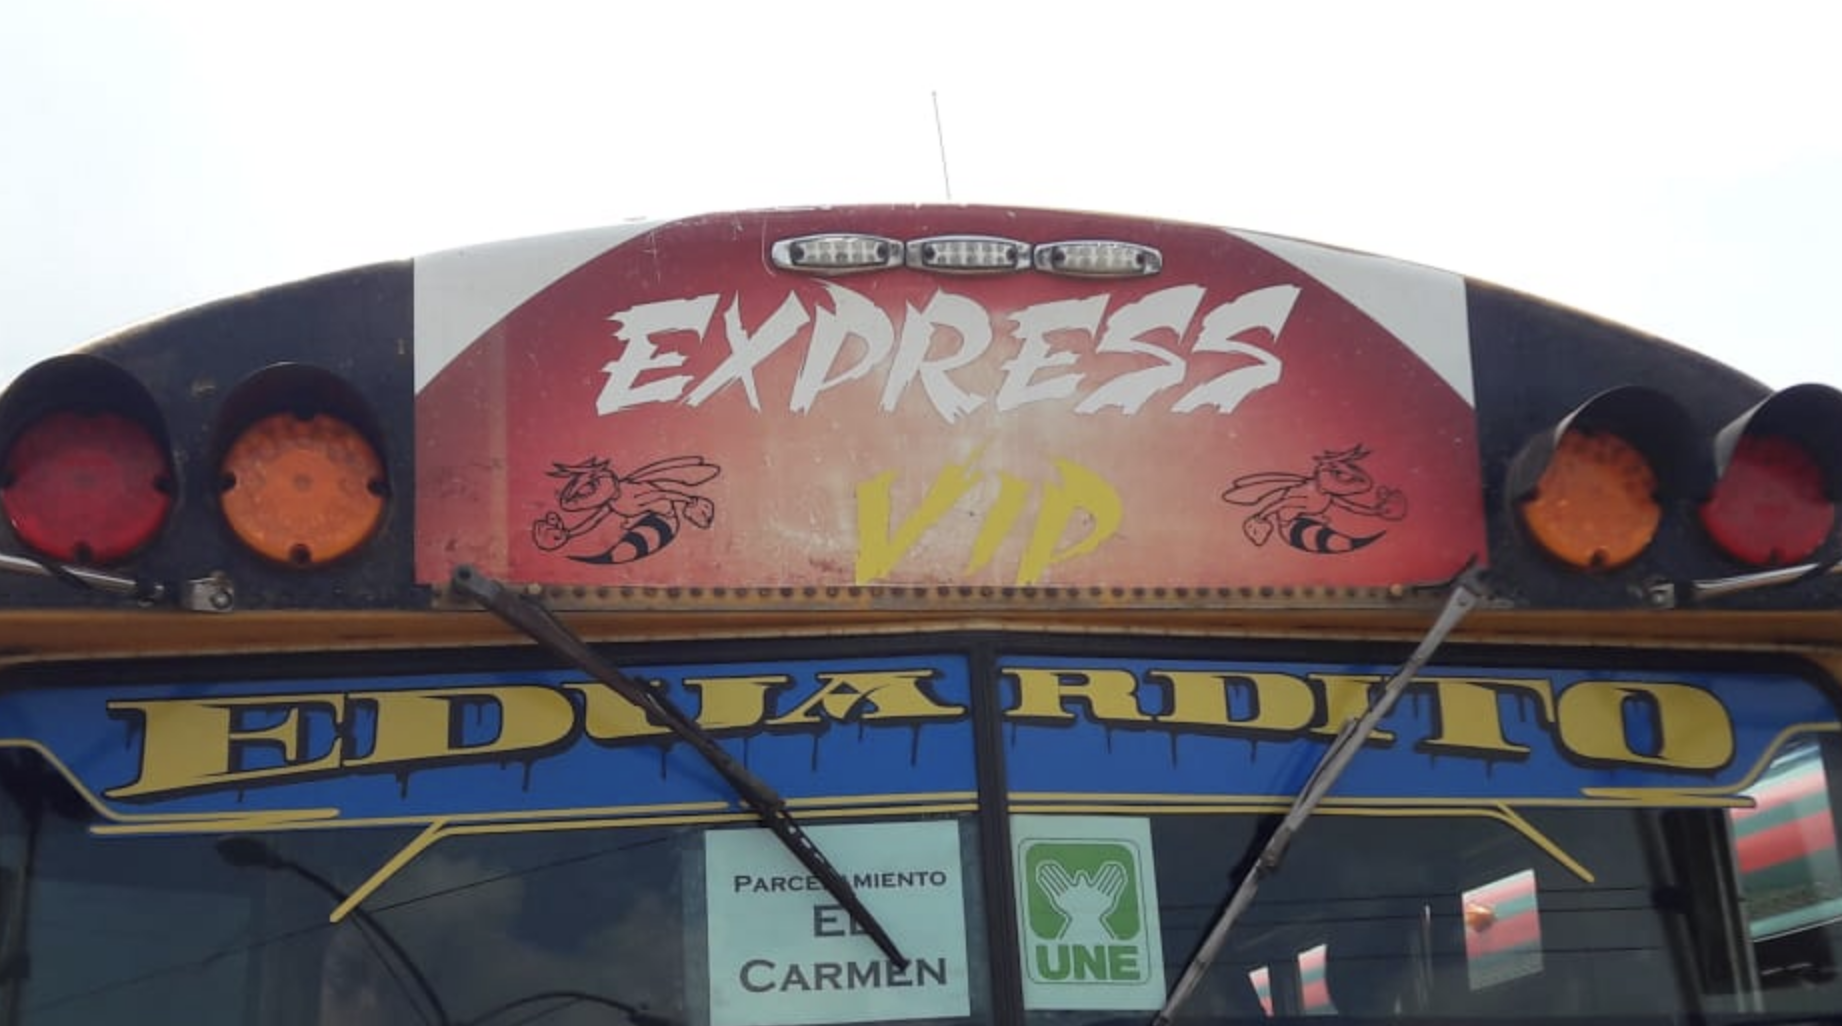 EXPRESS
VIP
EDUARDITO
PARCELAMIENTO
EL
CARMEN
UNE